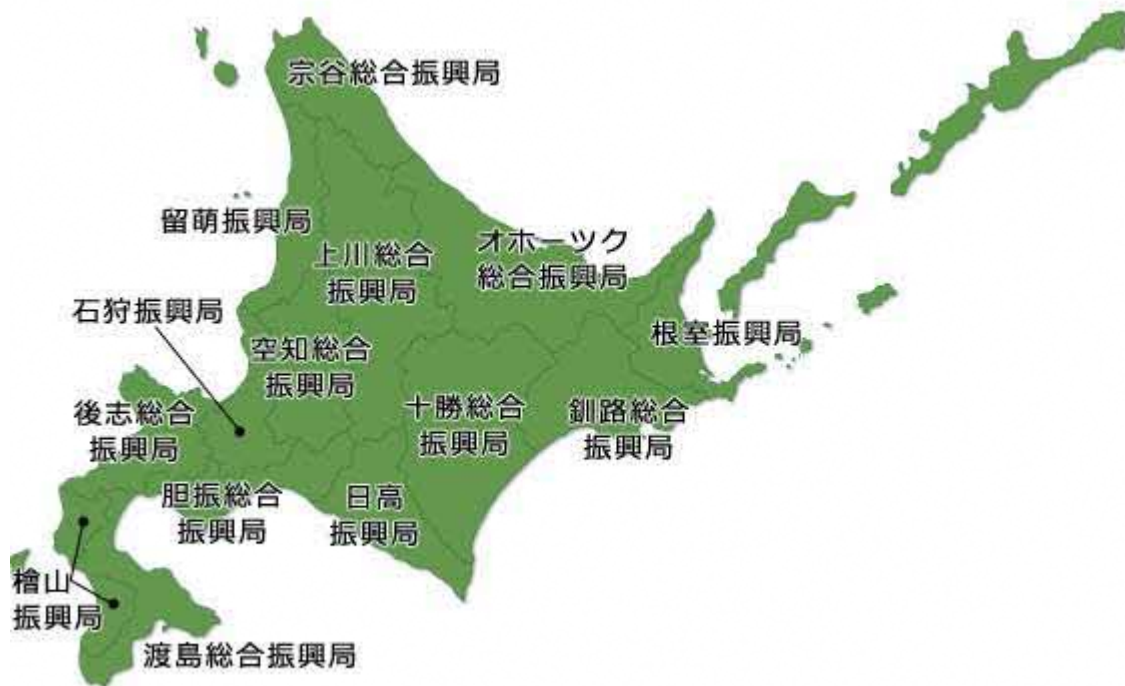 宗谷総合振興局
留萌振興局
上川総合
振興局
オホーツク
総合振興局
石狩振興局
空知総合
振興局
根室振興局
後志総合
振興局
十勝総合
振興局
釧路総合
振興局
胆振総合
振興局
日高
振興局
檜山
振興局
渡島総合振興局